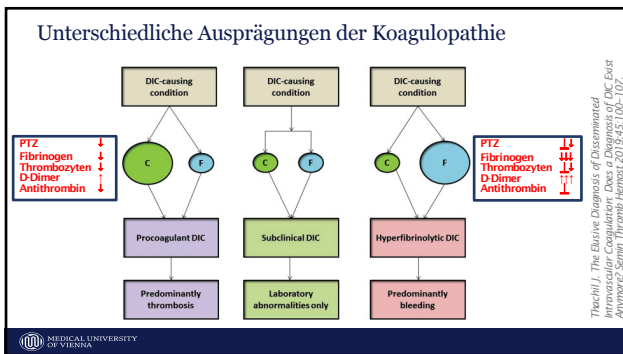 Unterschiedliche Ausprägungen der Koagulopathie
DIC-causing
condition
DIC-causing
condition
DIC-causing
condition
PTZ ↓
Fibrinogen ↓
Thrombozyten ↓
D-Dimer ↑
Antithrombin ↓
C
F
C
F
C
F
PTZ ⊥↓
Fibrinogen ↓↓↓
Thrombozyten ⊥↓
D-Dimer ↑↑↑
Antithrombin ⊥
Procoagulant DIC
Subclinical DIC
Hyperfibrinolytic DIC
Predominantly
thrombosis
Laboratory
abnormalities only
Predominantly
bleeding
Thachil J. The Elusive Diagnosis of Disseminated
Intravascular Coagulation: Does a Diagnosis of DIC Exist
Anymore? Semin Thromb Hemost 2019;45:100–107.
MEDICAL UNIVERSITY
OF VIENNA